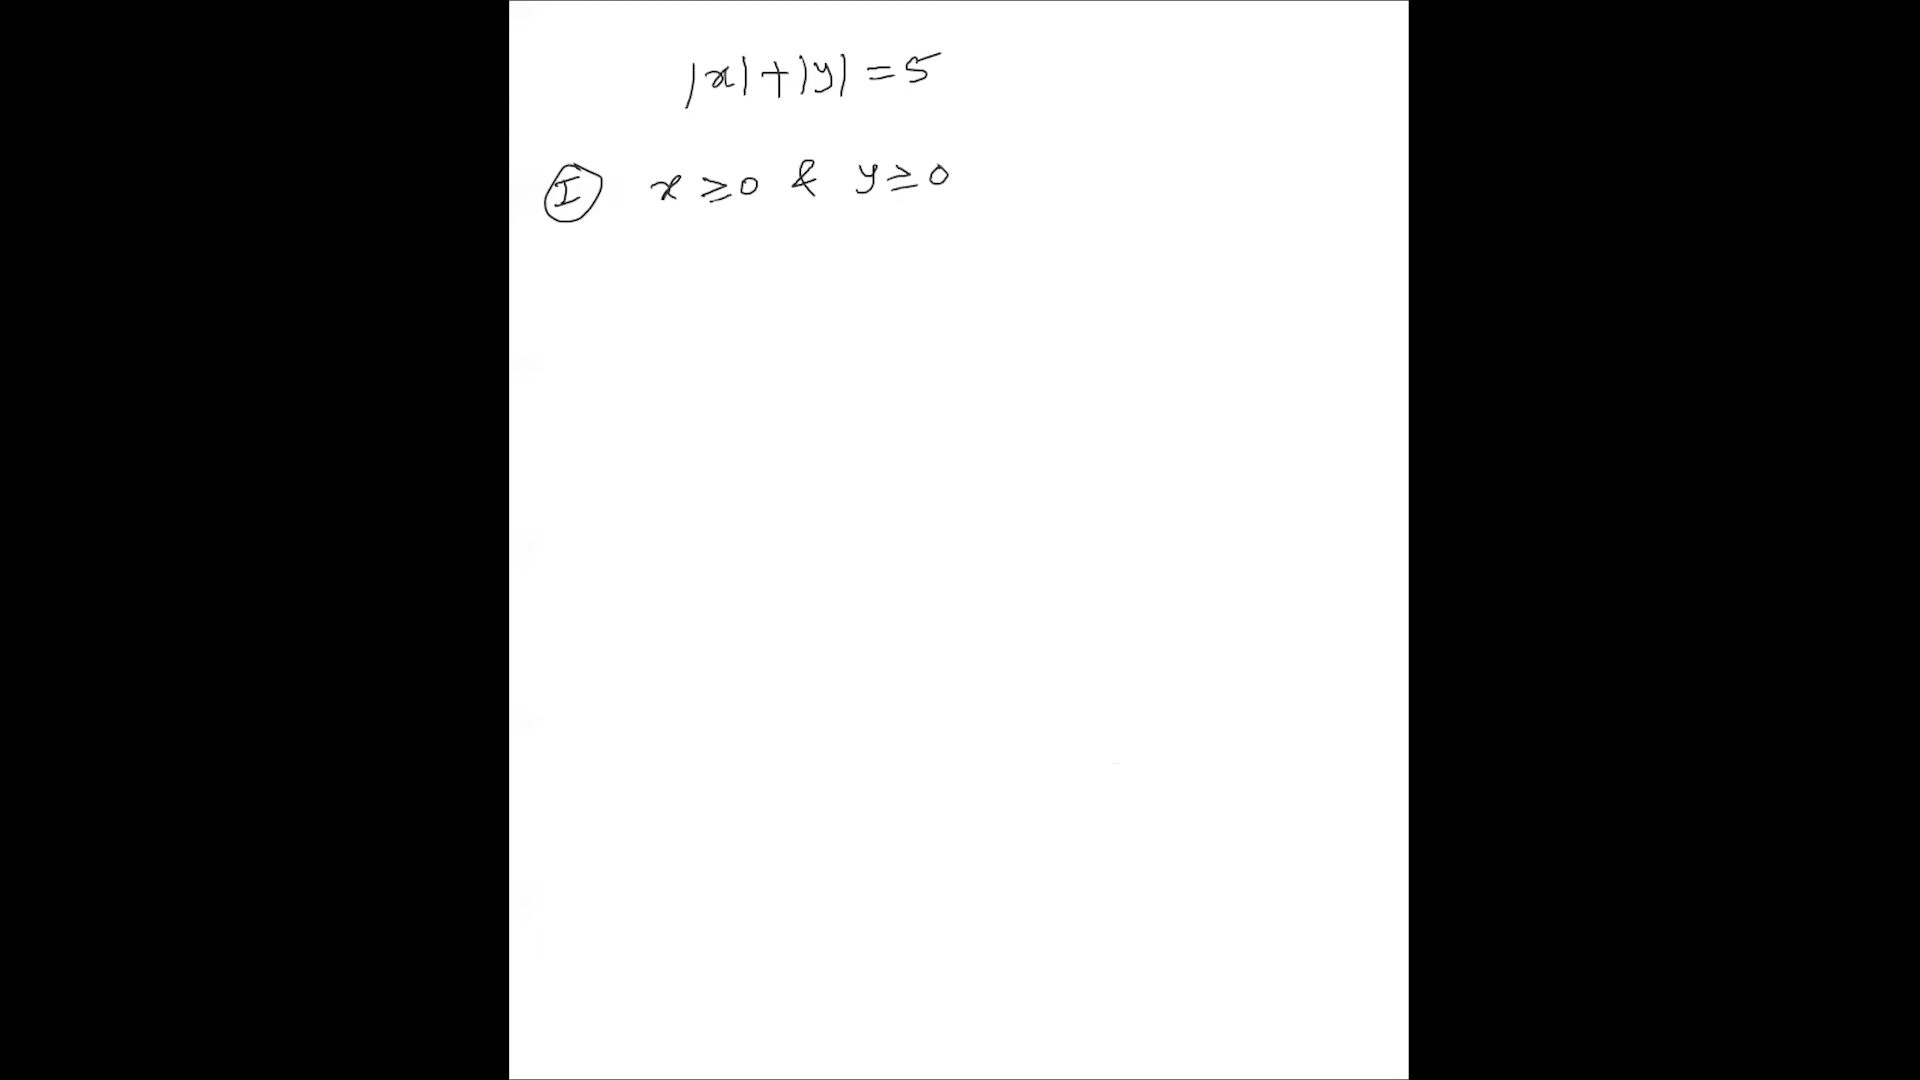 |x| + |y| = 5
Ⓘ x ≥ 0 & y ≥ 0